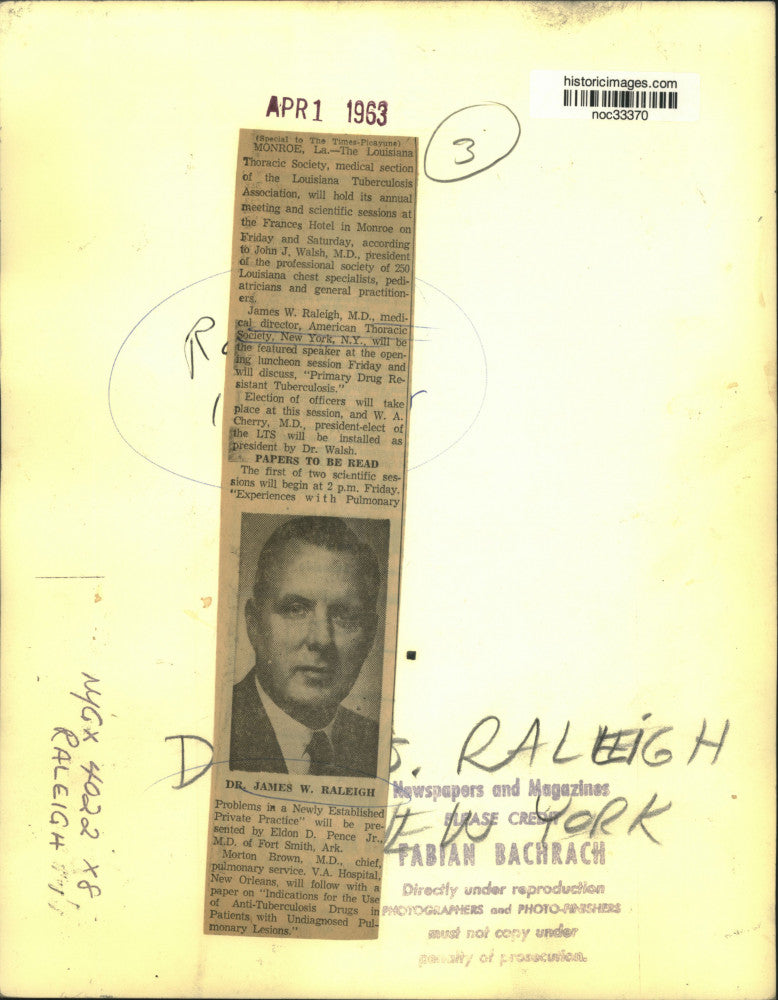 historicimages.com
noc33370
APR 1 1963
3
(Special to The Times-Picayune)
MONROE, La.—The Louisiana
Thoracic Society, medical section
of the Louisiana Tuberculosis
Association, will hold its annual
meeting and scientific sessions at
the Frances Hotel in Monroe on
Friday and Saturday, according
to John J. Walsh, M.D., president
of the professional society of 250
Louisiana chest specialists, pedi-
atricians and general practition-
ers.
James W. Raleigh, M.D., medi-
cal director, American Thoracic
Society, New York, N.Y., will be
the featured speaker at the open-
ing luncheon session Friday and
will discuss, "Primary Drug Re-
sistant Tuberculosis."
Election of officers will take
place at this session, and W. A.
Cherry, M.D., president-elect of
the LTS will be installed as
president by Dr. Walsh.
PAPERS TO BE READ
The first of two scientific ses-
sions will begin at 2 p.m. Friday.
"Experiences with Pulmonary
DR. JAMES W. RALEIGH
Problems in a Newly Established
Private Practice" will be pre-
sented by Eldon D. Pence Jr.,
M.D. of Fort Smith, Ark.
Morton Brown, M.D., chief,
pulmonary service, V.A. Hospital,
New Orleans, will follow with a
paper on "Indications for the Use
of Anti-Tuberculosis Drugs in
Patients with Undiagnosed Pul-
monary Lesions."
D J. RALEIGH
EW YORK
Newspapers and Magazines
PLEASE CREDIT
FABIAN BACHRACH
Directly under reproduction
PHOTOGRAPHERS and PHOTO-FINISHERS
must not copy under
penalty of prosecution.
NYGX 4022 X8
RALEIGH